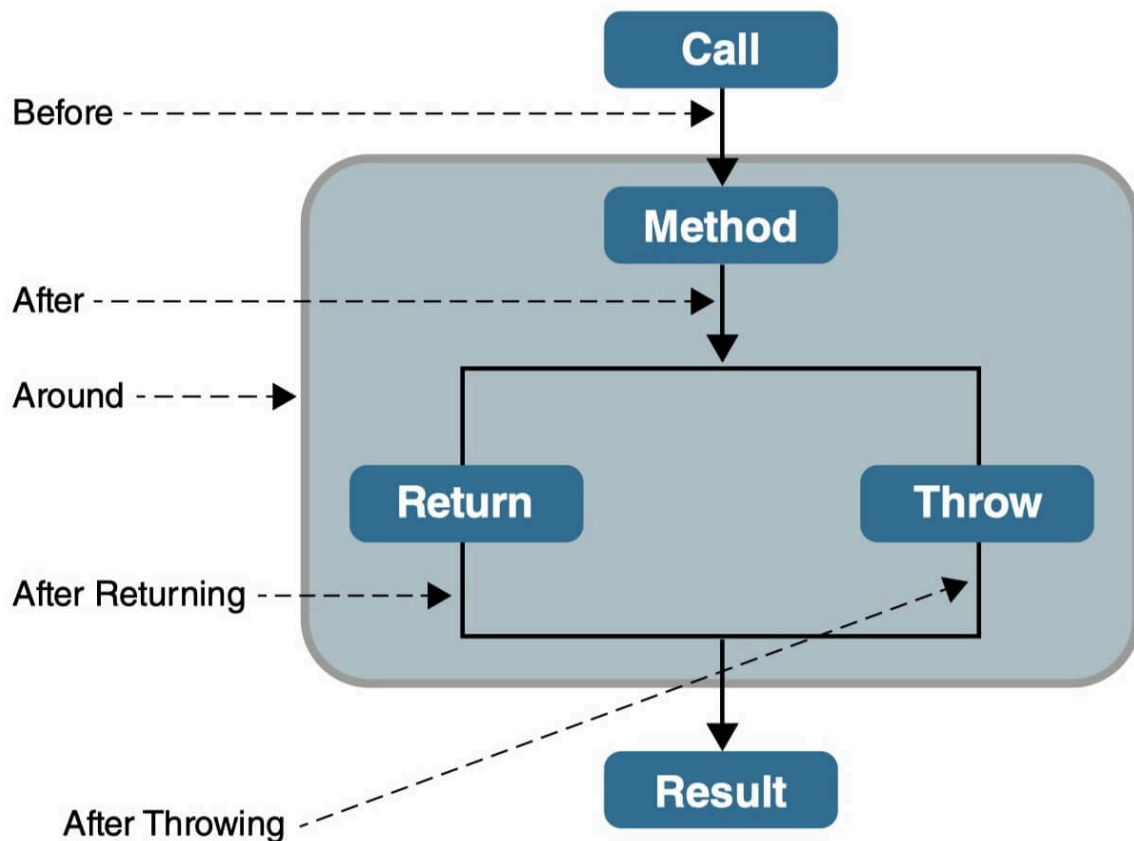 Call
Before
Method
After
Around
Return
Throw
After Returning
Result
After Throwing